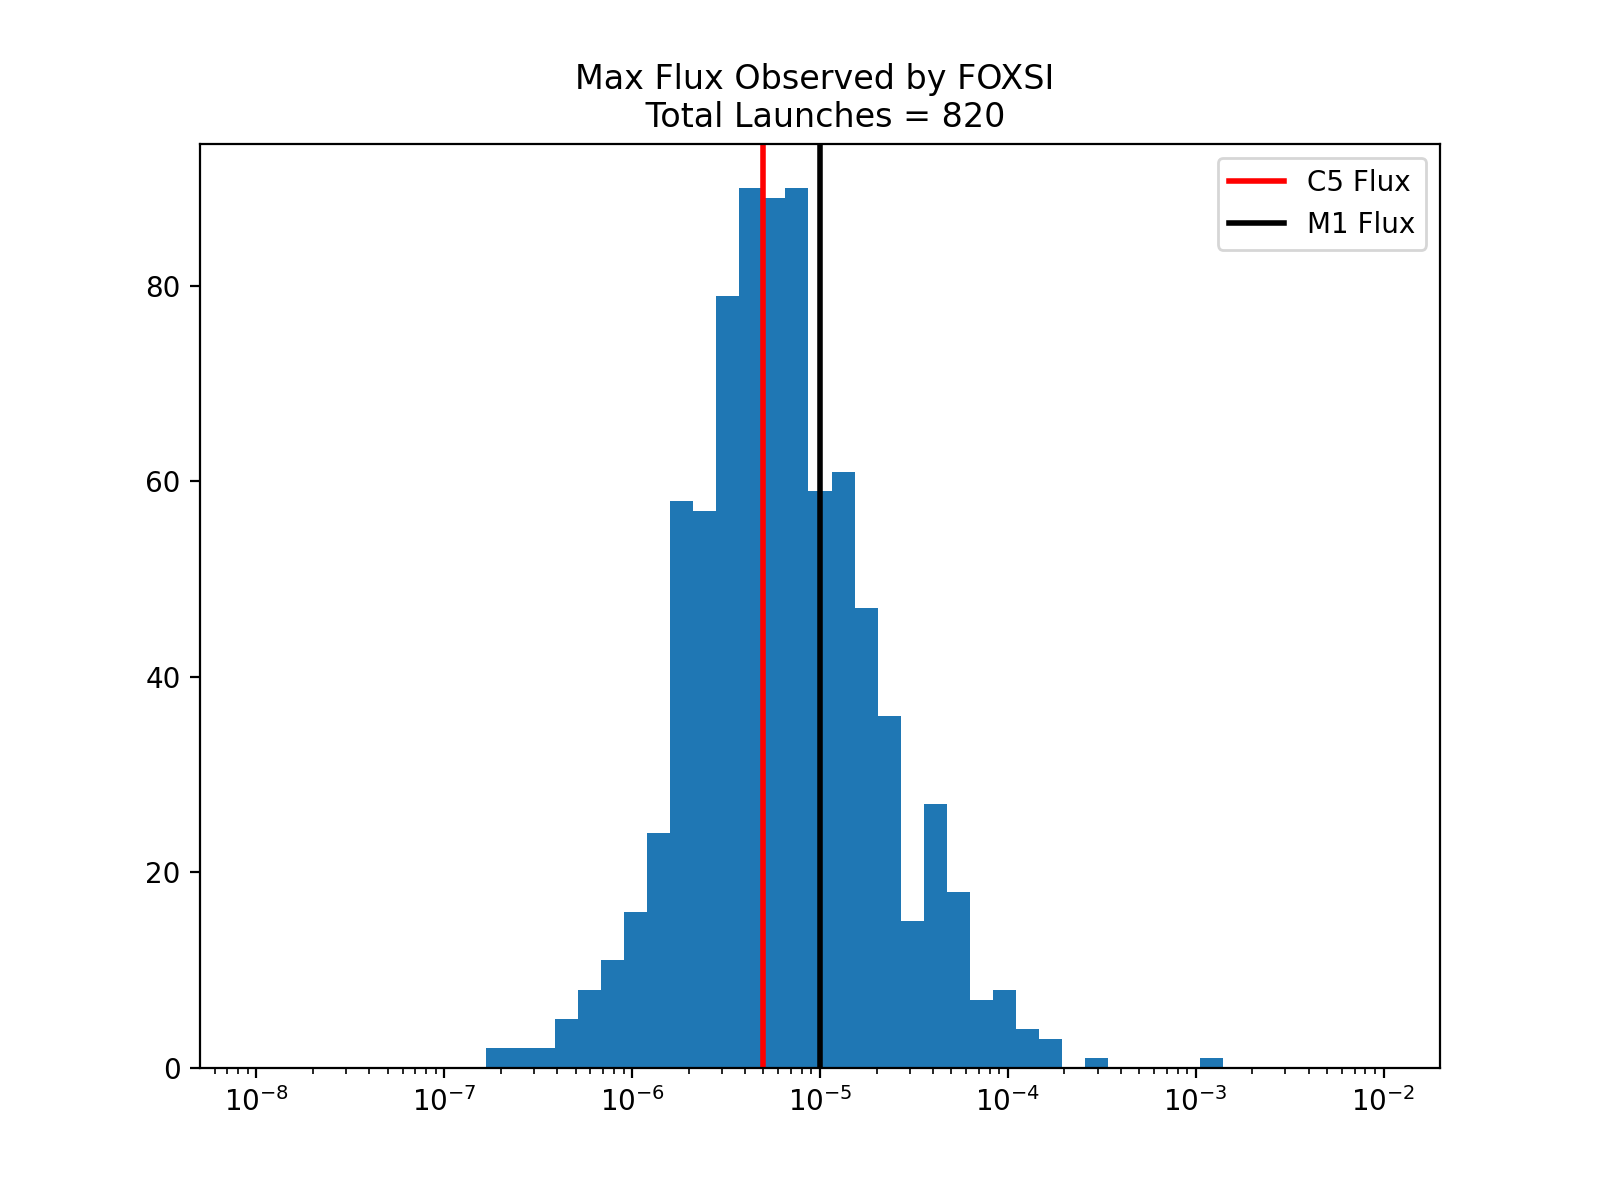 Max Flux Observed by FOXSI
Total Launches = 820
C5 Flux
M1 Flux
80
60
40
20
0
10⁻⁸ 10⁻⁷ 10⁻⁶ 10⁻⁵ 10⁻⁴ 10⁻³ 10⁻²